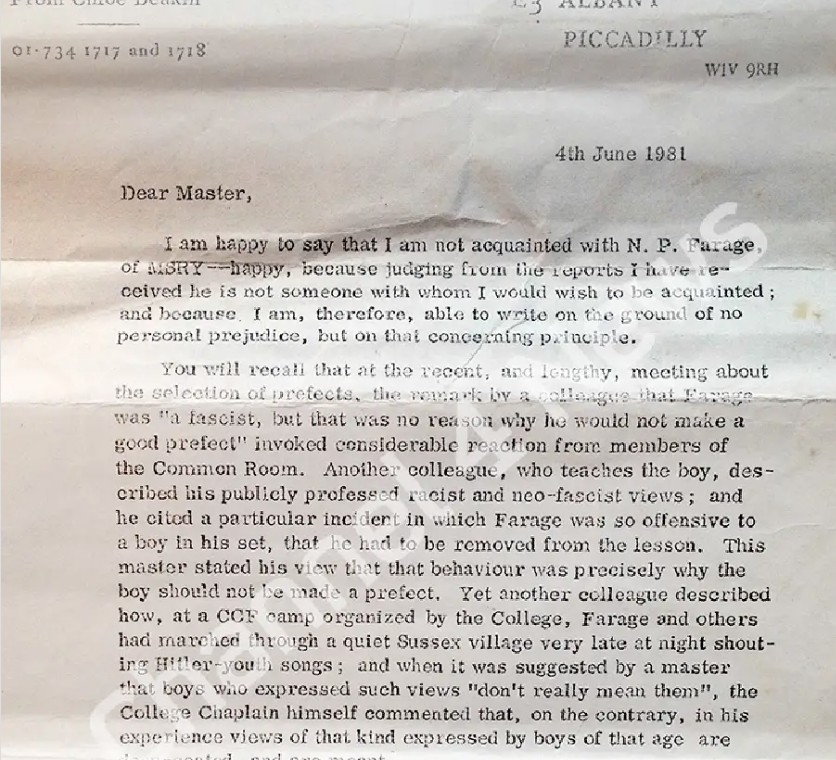 From Chloe Deakin
E3 ALBANY
PICCADILLY
01-734 1717 and 1718
W1V 9RH
4th June 1981
Dear Master,
I am happy to say that I am not acquainted with N. P. Farage,
of MSRY—happy, because judging from the reports I have re-
ceived he is not someone with whom I would wish to be acquainted ;
and because I am, therefore, able to write on the ground of no
personal prejudice, but on that concerning principle.
You will recall that at the recent, and lengthy, meeting about
the selection of prefects, the remark by a colleague that Farage
was "a fascist, but that was no reason why he would not make a
good prefect" invoked considerable reaction from members of
the Common Room. Another colleague, who teaches the boy, des-
cribed his publicly professed racist and neo-fascist views ; and
he cited a particular incident in which Farage was so offensive to
a boy in his set, that he had to be removed from the lesson. This
master stated his view that that behaviour was precisely why the
boy should not be made a prefect. Yet another colleague described
how, at a CCF camp organized by the College, Farage and others
had marched through a quiet Sussex village very late at night shout-
ing Hitler-youth songs ; and when it was suggested by a master
that boys who expressed such views "don't really mean them", the
College Chaplain himself commented that, on the contrary, in his
experience views of that kind expressed by boys of that age are
and are meant.
Channel 4 News